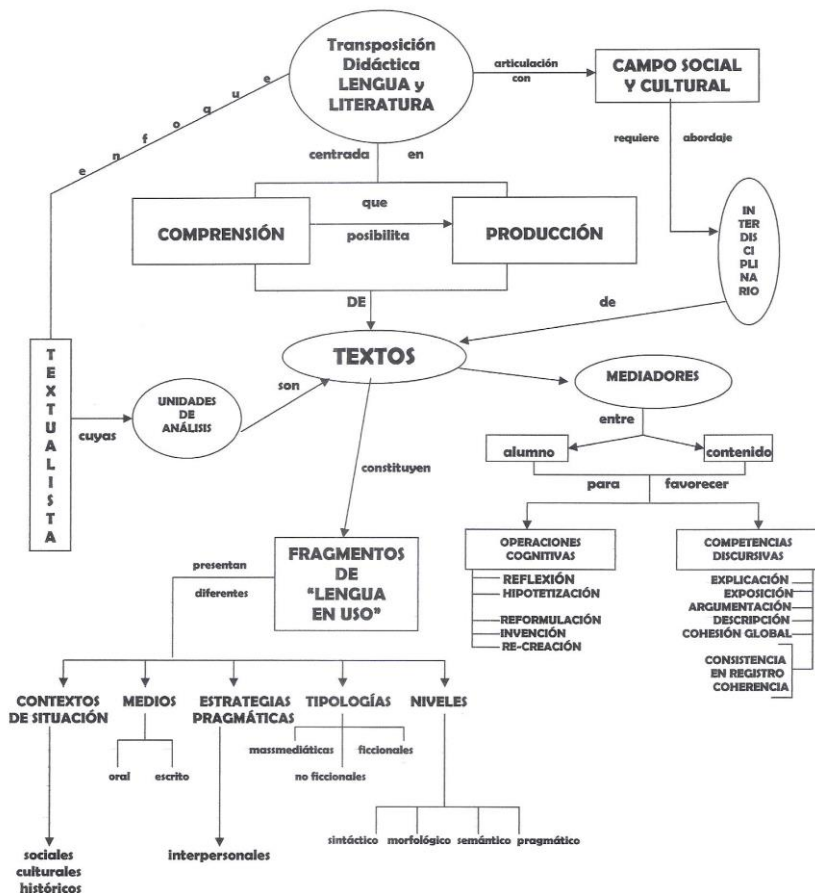 Transposición
Didáctica
LENGUA y
LITERATURA
articulación
con
CAMPO SOCIAL
Y CULTURAL
enfoque
centrada en
requiere abordaje
COMPRENSIÓN
que
posibilita
PRODUCCIÓN
IN
TER
DIS
CI
PLI
NA
RIO
DE
de
TEXTOS
TEXTUALISTA
cuyas
UNIDADES
DE
ANÁLISIS
son
MEDIADORES
entre
alumno
contenido
constituyen
para favorecer
FRAGMENTOS
DE
"LENGUA
EN USO"
presentan
diferentes
OPERACIONES
COGNITIVAS
REFLEXIÓN
HIPOTETIZACIÓN
REFORMULACIÓN
INVENCIÓN
RE-CREACIÓN
COMPETENCIAS
DISCURSIVAS
EXPLICACIÓN
EXPOSICIÓN
ARGUMENTACIÓN
DESCRIPCIÓN
COHESIÓN GLOBAL
CONSISTENCIA
EN REGISTRO
COHERENCIA
CONTEXTOS
DE SITUACIÓN
MEDIOS
ESTRATEGIAS
PRAGMÁTICAS
TIPOLOGÍAS
NIVELES
oral
escrito
massmediáticas
ficcionales
no ficcionales
sintáctico
morfológico
semántico
pragmático
sociales
culturales
históricos
interpersonales